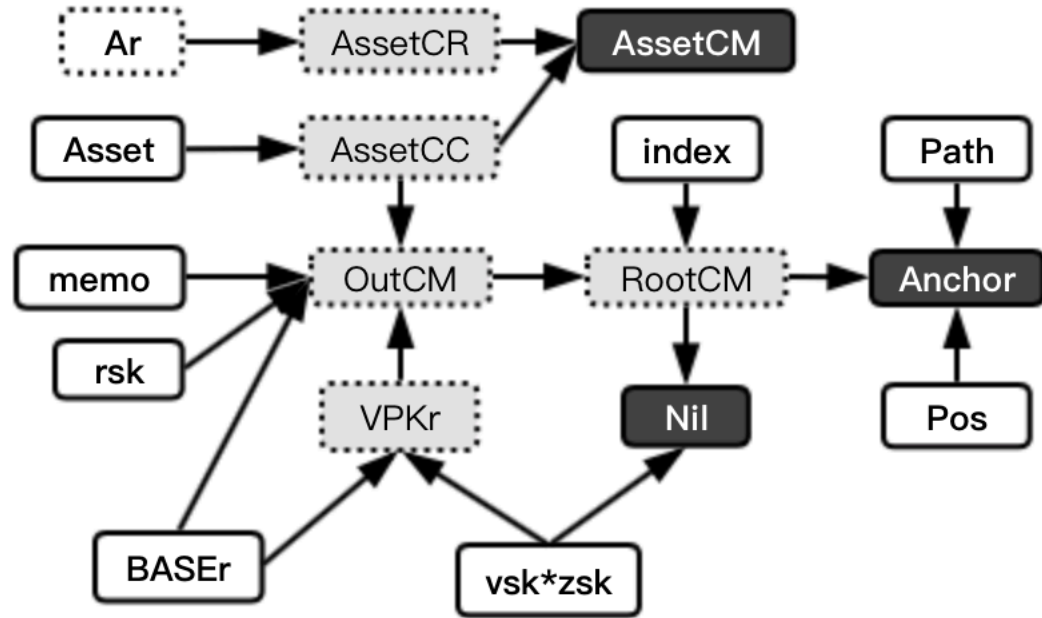 Ar
AssetCR
AssetCM
Asset
AssetCC
index
Path
memo
OutCM
RootCM
Anchor
rsk
VPKr
Nil
Pos
BASEr
vsk*zsk